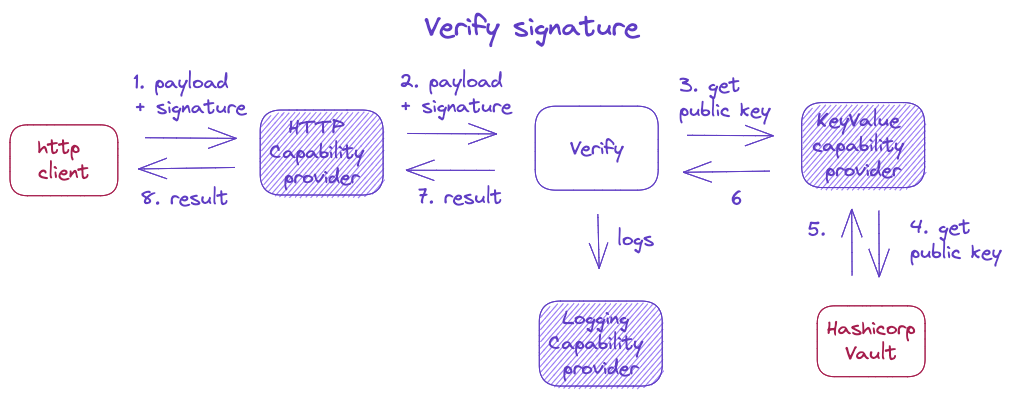 Verify signature
1. payload
+ signature
2. payload
+ signature
3. get
public key
http
client
HTTP
Capability
provider
Verify
KeyValue
capability
provider
8. result
7. result
6
logs
5.
4. get
public key
Logging
Capability
provider
Hashicorp
Vault